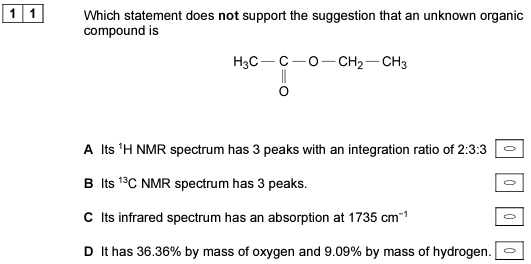 1 1
Which statement does not support the suggestion that an unknown organic
compound is
H₃C — C — O — CH₂ — CH₃
||
O
A Its ¹H NMR spectrum has 3 peaks with an integration ratio of 2:3:3
B Its ¹³C NMR spectrum has 3 peaks.
C Its infrared spectrum has an absorption at 1735 cm⁻¹
D It has 36.36% by mass of oxygen and 9.09% by mass of hydrogen.